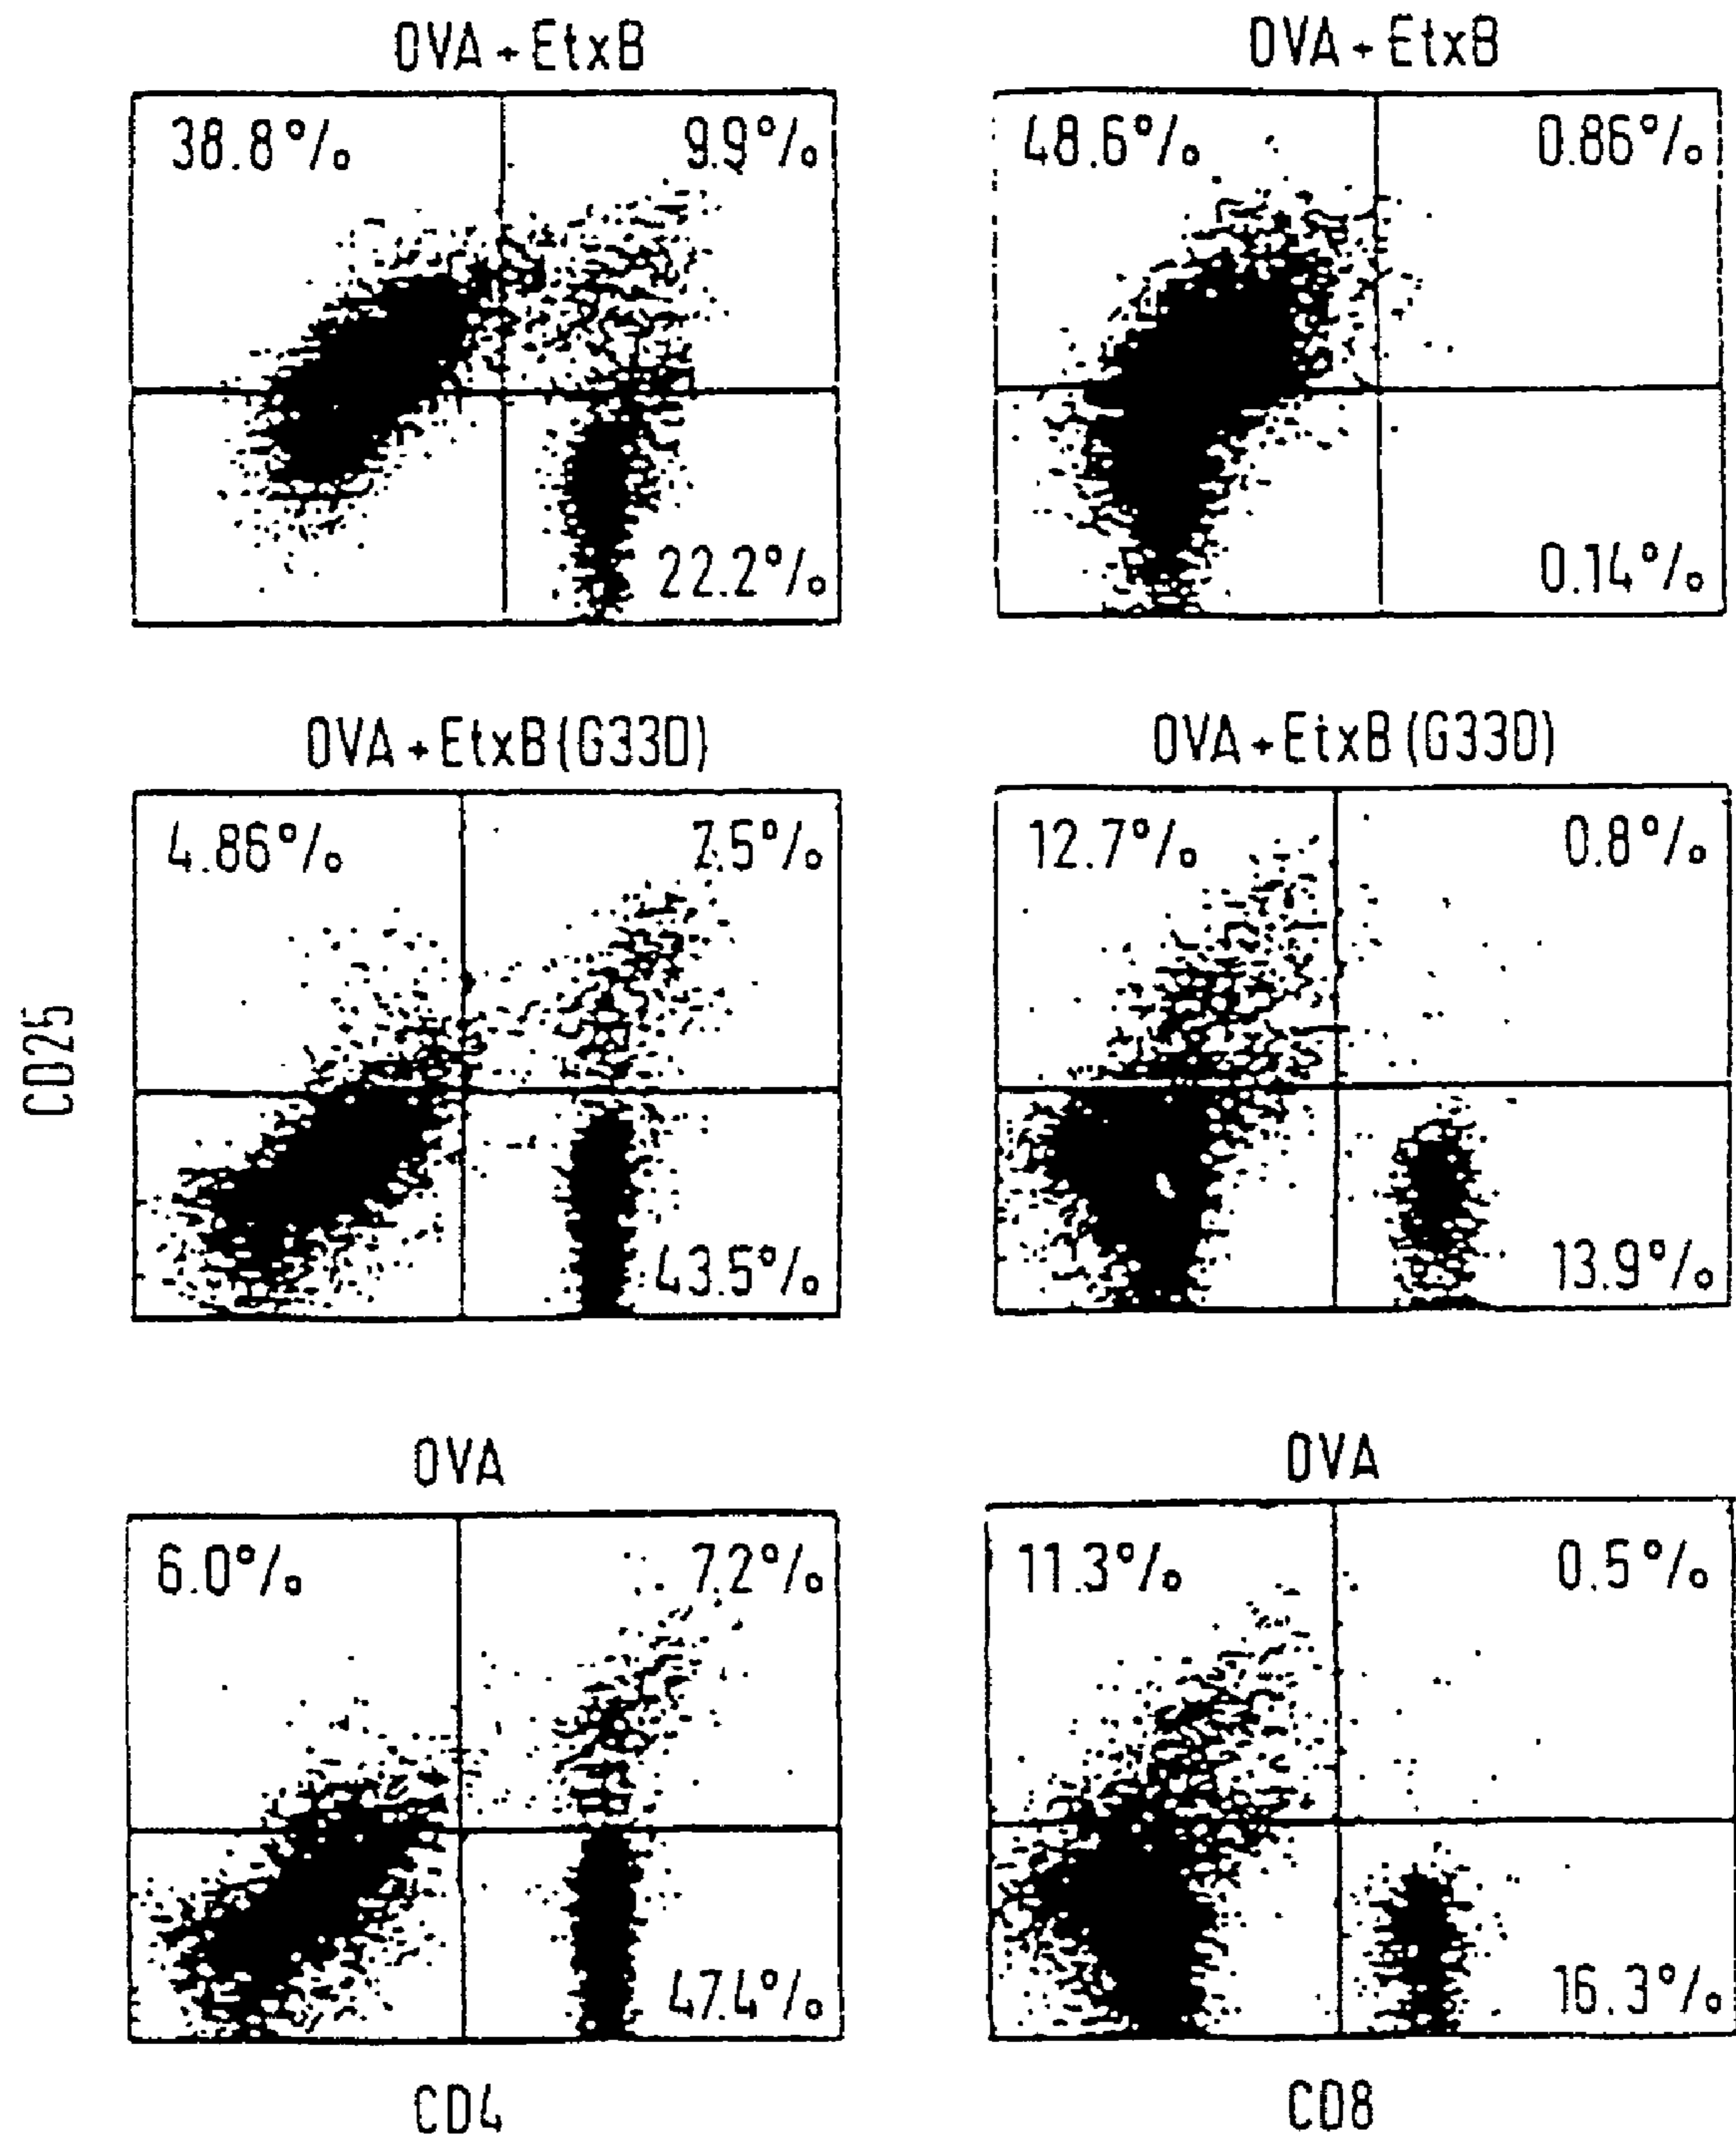 OVA + EtxB
OVA + EtxB
38.8%
9.9%
48.6%
0.86%
22.2%
0.14%
OVA + EtxB (G33D)
OVA + EtxB (G33D)
4.86%
7.5%
12.7%
0.8%
CD25
43.5%
13.9%
OVA
OVA
6.0%
7.2%
11.3%
0.5%
47.4%
16.3%
CD4
CD8